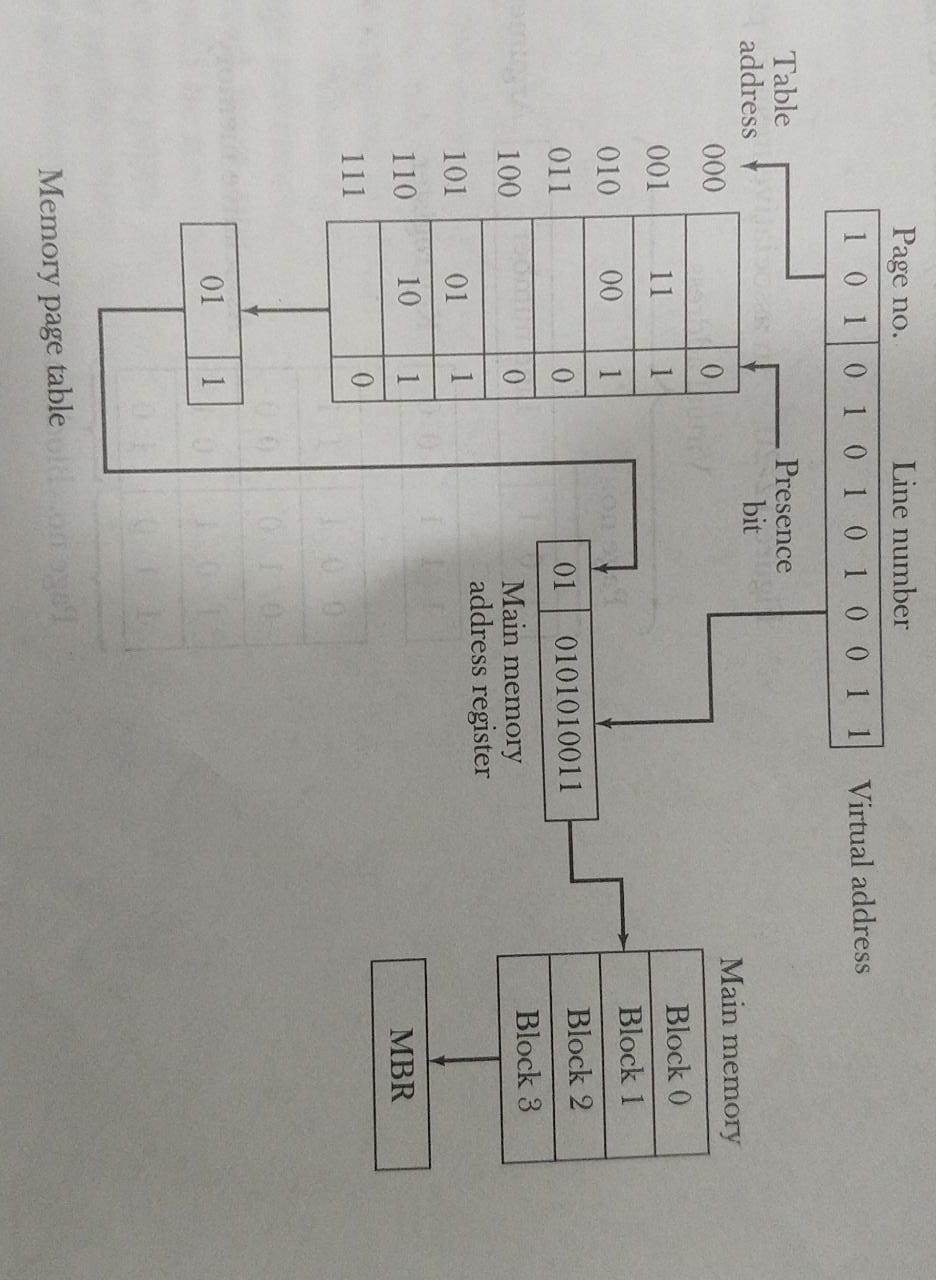 Page no.
Line number
1 0 1 0 1 0 1 0 1 0 0 1 1
Virtual address
Table
address
Presence
bit
000 0
001 11 1
010 00 1
011 0
100 0
101 01 1
110 10 1
111 0
01 1
Memory page table
01 0101010011
Main memory
address register
Main memory
Block 0
Block 1
Block 2
Block 3
MBR